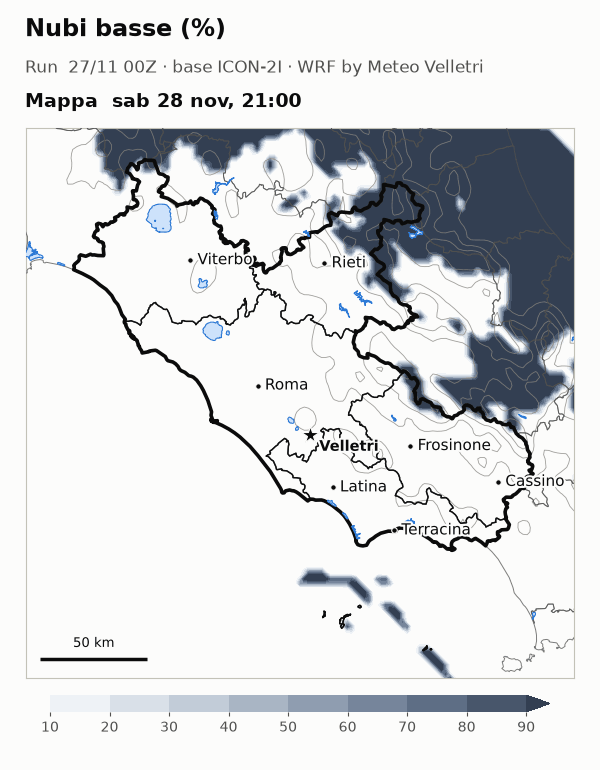 Nubi basse (%)
Run  27/11 00Z · base ICON-2I · WRF by Meteo Velletri
Mappa  sab 28 nov, 21:00
Viterbo
Rieti
Roma
Velletri
Frosinone
Latina
Cassino
Terracina
50 km
10 20 30 40 50 60 70 80 90